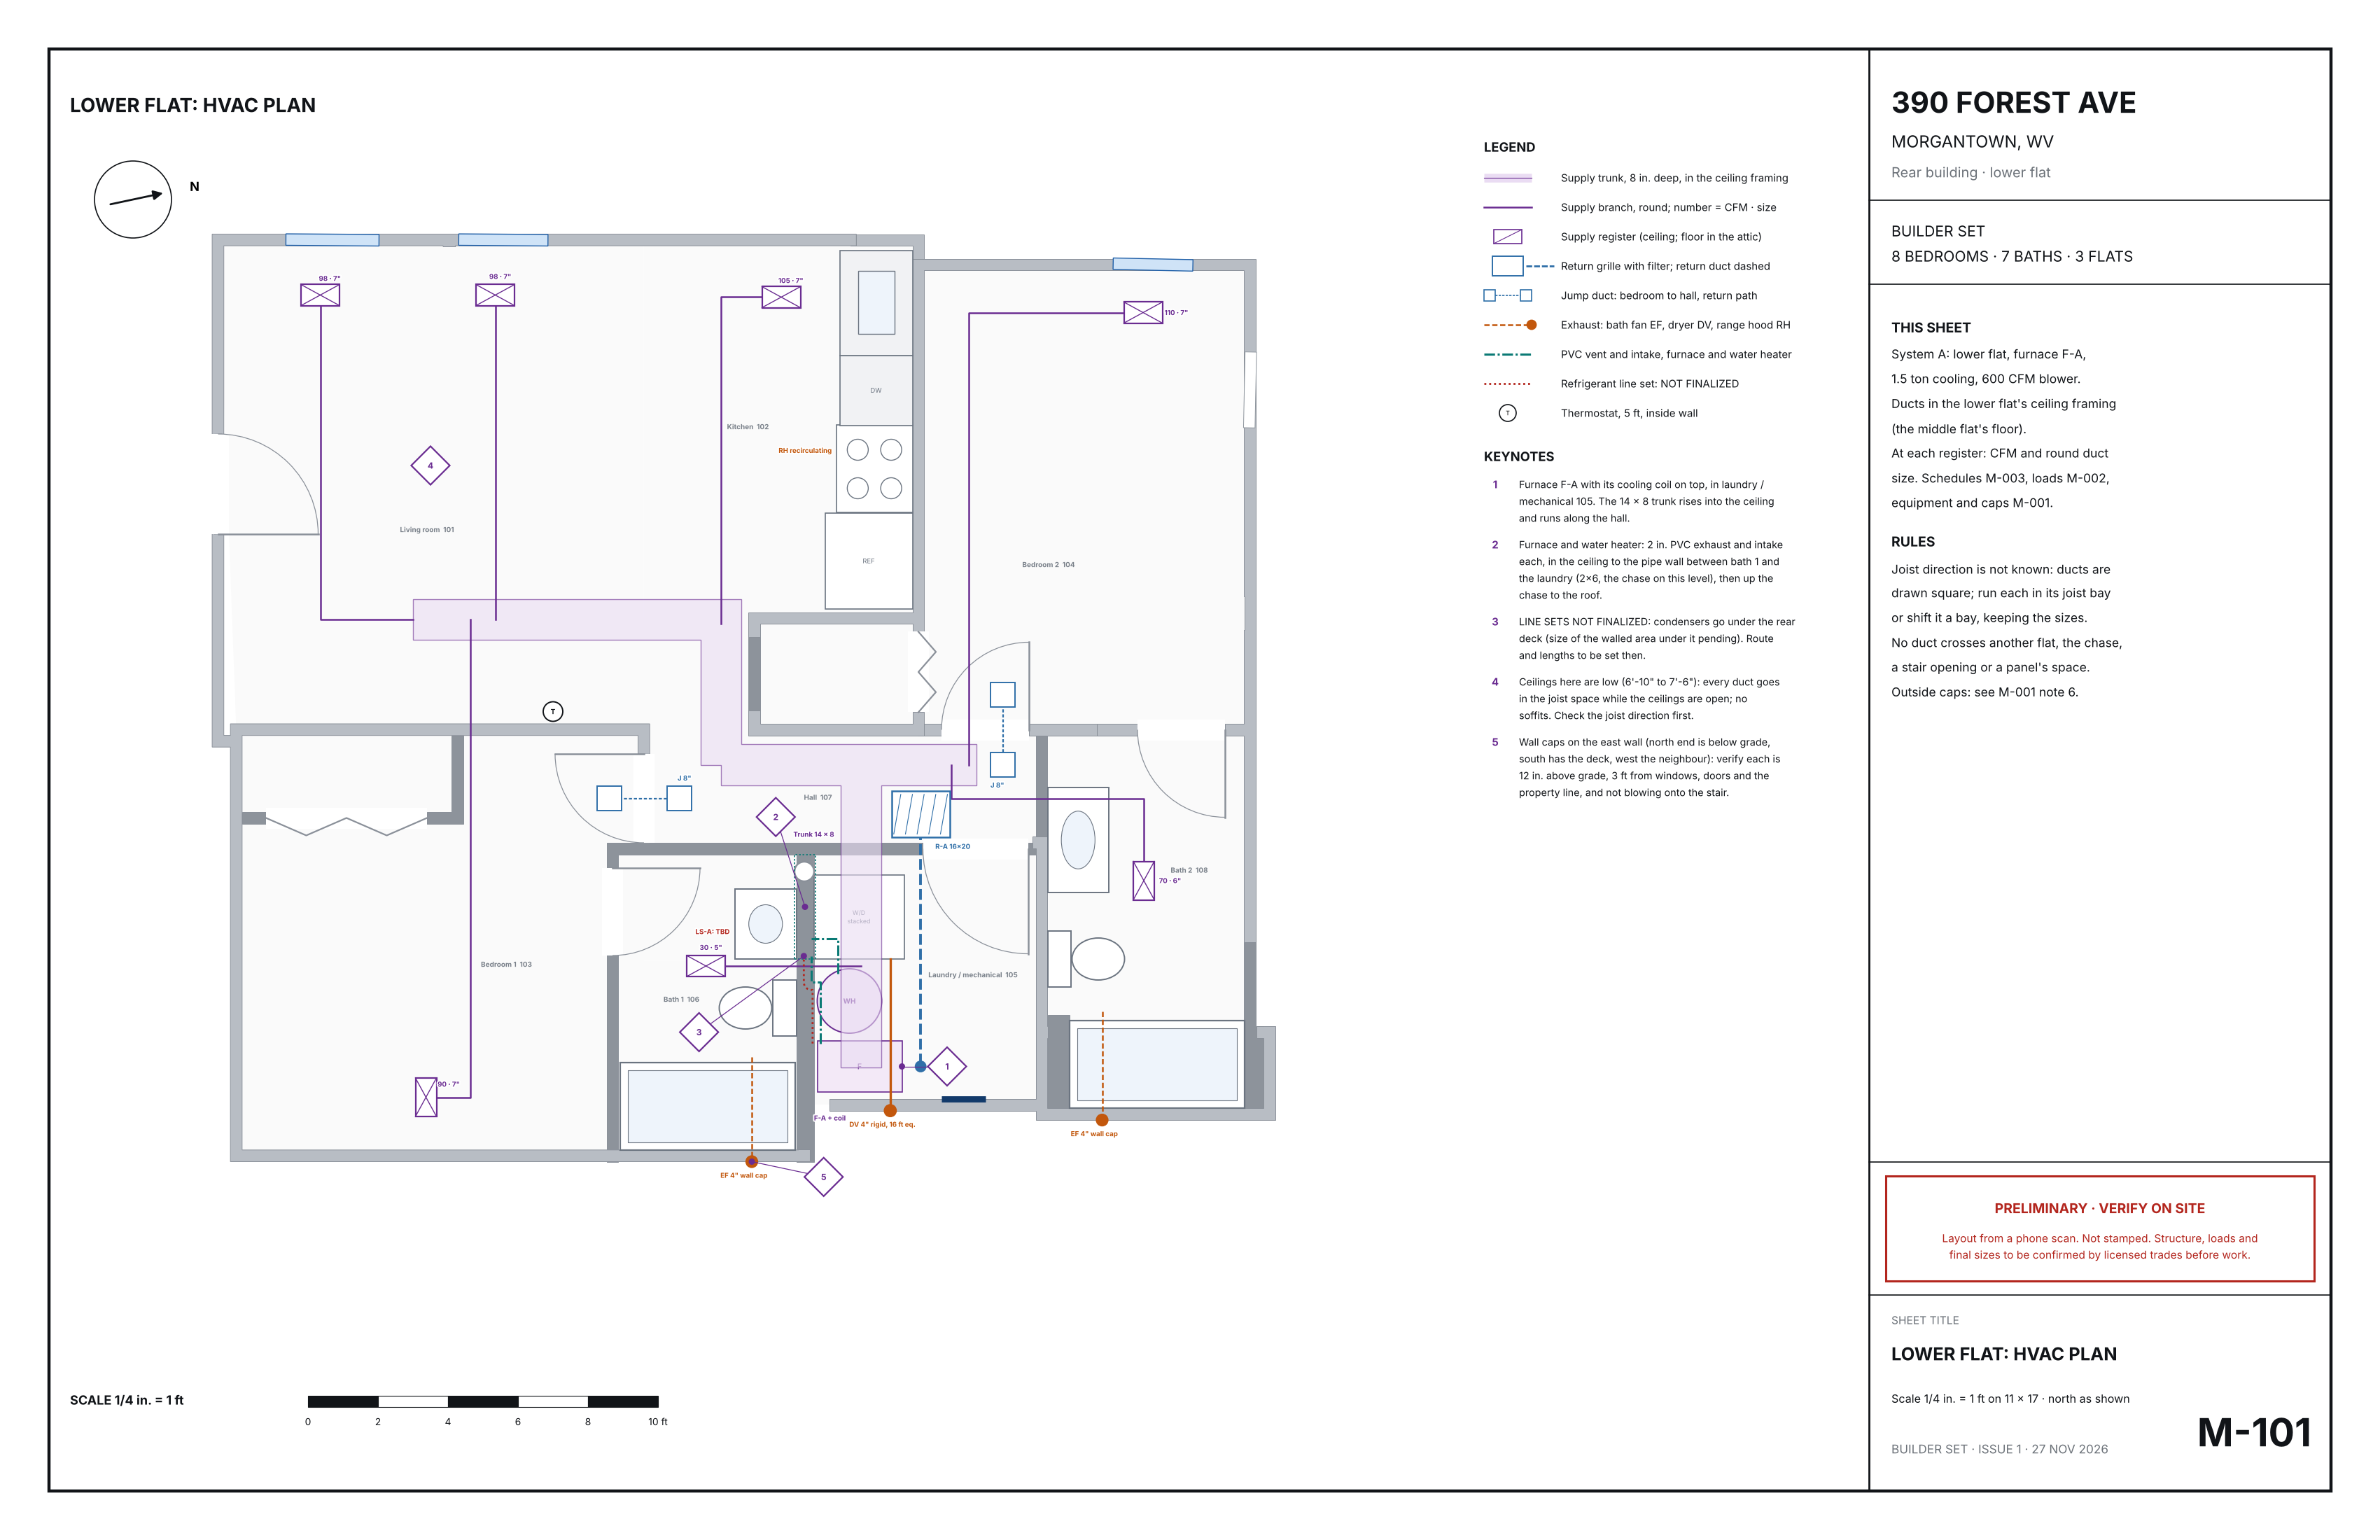 LOWER FLAT: HVAC PLAN
N
98 · 7"
98 · 7"
105 · 7"
110 · 7"
DW
Kitchen 102
RH recirculating
4
Living room 101
REF
Bedroom 2 104
T
J 8"
J 8"
Hall 107
2
Trunk 14 × 8
R-A 16×20
Bath 2 108
70 · 6"
W/D
stacked
LS-A: TBD
30 · 5"
Bedroom 1 103
Laundry / mechanical 105
Bath 1 106
WH
3
F
1
90 · 7"
F-A + coil
DV 4" rigid, 16 ft eq.
EF 4" wall cap
EF 4" wall cap
5
SCALE 1/4 in. = 1 ft
0 2 4 6 8 10 ft
LEGEND
Supply trunk, 8 in. deep, in the ceiling framing
Supply branch, round; number = CFM · size
Supply register (ceiling; floor in the attic)
Return grille with filter; return duct dashed
Jump duct: bedroom to hall, return path
Exhaust: bath fan EF, dryer DV, range hood RH
PVC vent and intake, furnace and water heater
Refrigerant line set: NOT FINALIZED
T Thermostat, 5 ft, inside wall
KEYNOTES
1 Furnace F-A with its cooling coil on top, in laundry /
mechanical 105. The 14 × 8 trunk rises into the ceiling
and runs along the hall.
2 Furnace and water heater: 2 in. PVC exhaust and intake
each, in the ceiling to the pipe wall between bath 1 and
the laundry (2×6, the chase on this level), then up the
chase to the roof.
3 LINE SETS NOT FINALIZED: condensers go under the rear
deck (size of the walled area under it pending). Route
and lengths to be set then.
4 Ceilings here are low (6'-10" to 7'-6"): every duct goes
in the joist space while the ceilings are open; no
soffits. Check the joist direction first.
5 Wall caps on the east wall (north end is below grade,
south has the deck, west the neighbour): verify each is
12 in. above grade, 3 ft from windows, doors and the
property line, and not blowing onto the stair.
390 FOREST AVE
MORGANTOWN, WV
Rear building · lower flat
BUILDER SET
8 BEDROOMS · 7 BATHS · 3 FLATS
THIS SHEET
System A: lower flat, furnace F-A,
1.5 ton cooling, 600 CFM blower.
Ducts in the lower flat's ceiling framing
(the middle flat's floor).
At each register: CFM and round duct
size. Schedules M-003, loads M-002,
equipment and caps M-001.
RULES
Joist direction is not known: ducts are
drawn square; run each in its joist bay
or shift it a bay, keeping the sizes.
No duct crosses another flat, the chase,
a stair opening or a panel's space.
Outside caps: see M-001 note 6.
PRELIMINARY · VERIFY ON SITE
Layout from a phone scan. Not stamped. Structure, loads and
final sizes to be confirmed by licensed trades before work.
SHEET TITLE
LOWER FLAT: HVAC PLAN
Scale 1/4 in. = 1 ft on 11 × 17 · north as shown
BUILDER SET · ISSUE 1 · 27 NOV 2026
M-101